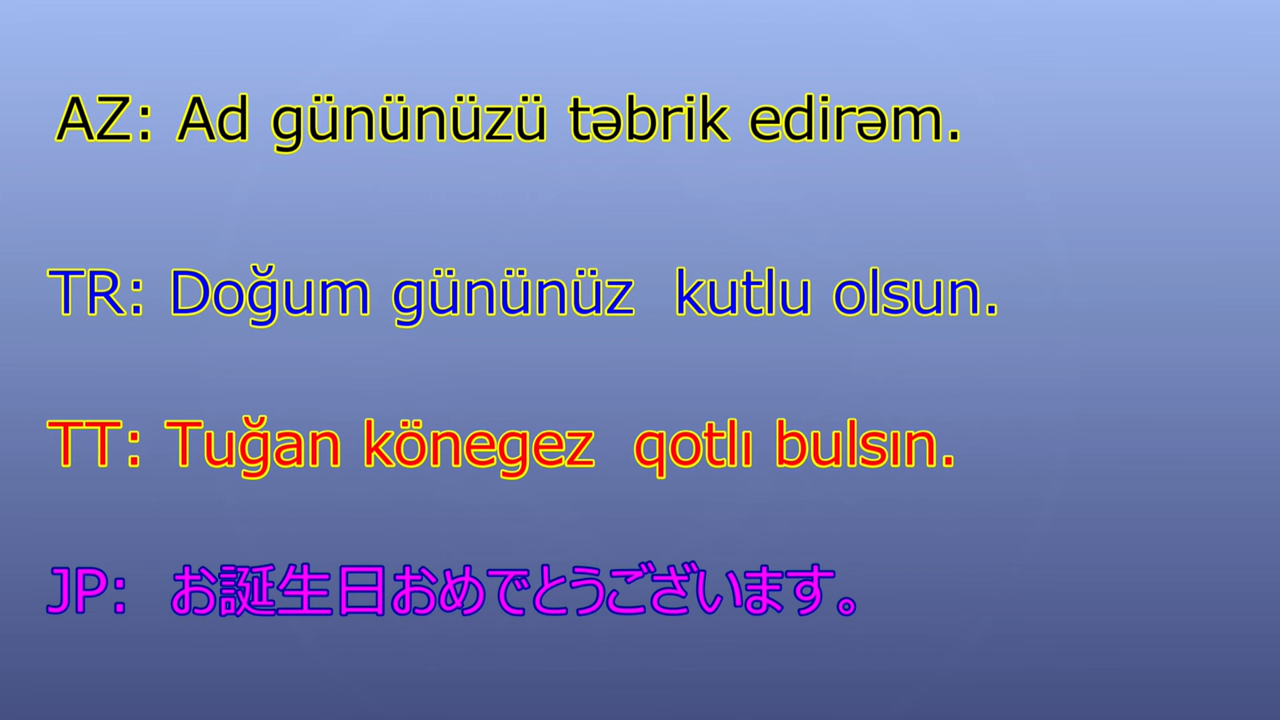 AZ: Ad gününüzü təbrik edirəm.
TR: Doğum gününüz kutlu olsun.
TT: Tuğan könegez qotlı bulsın.
JP: お誕生日おめでとうございます。